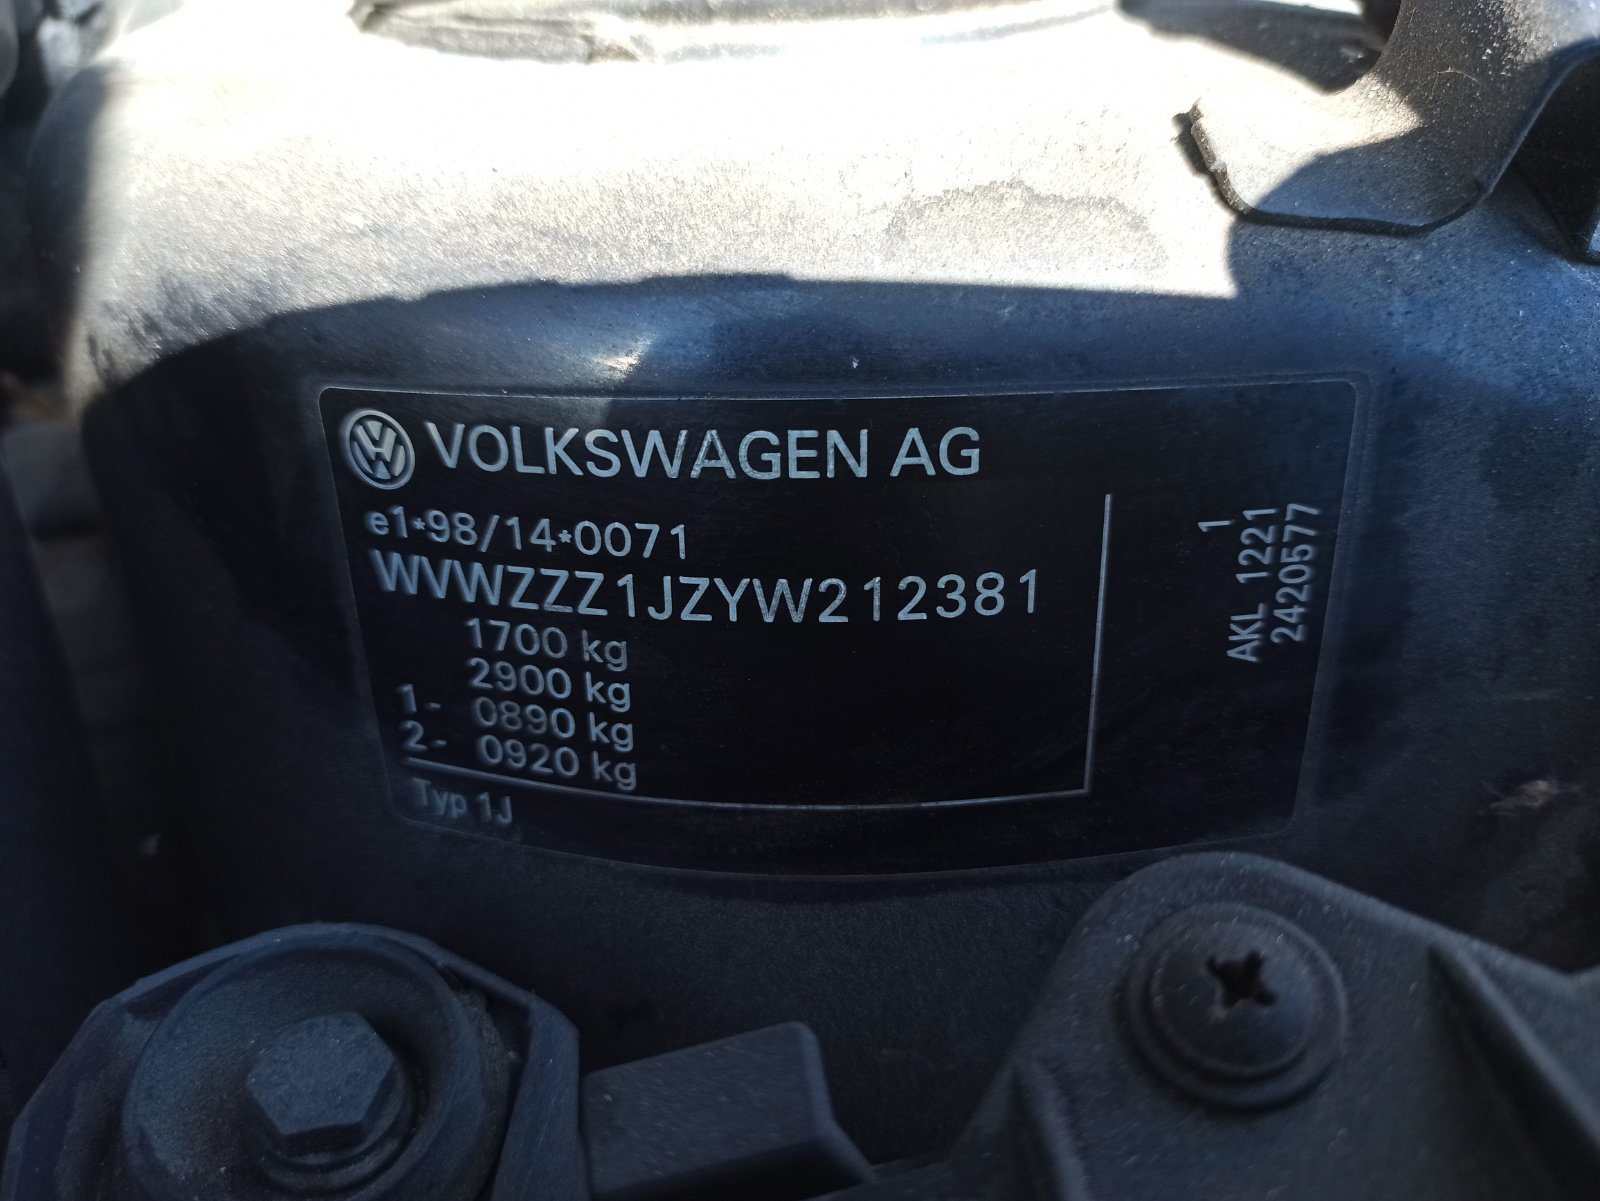 VOLKSWAGEN AG
e1*98/14*0071
WVWZZZ1JZYW212381
1700 kg
2900 kg
1- 0890 kg
2- 0920 kg
Typ 1J
1
AKL 1221
2420577